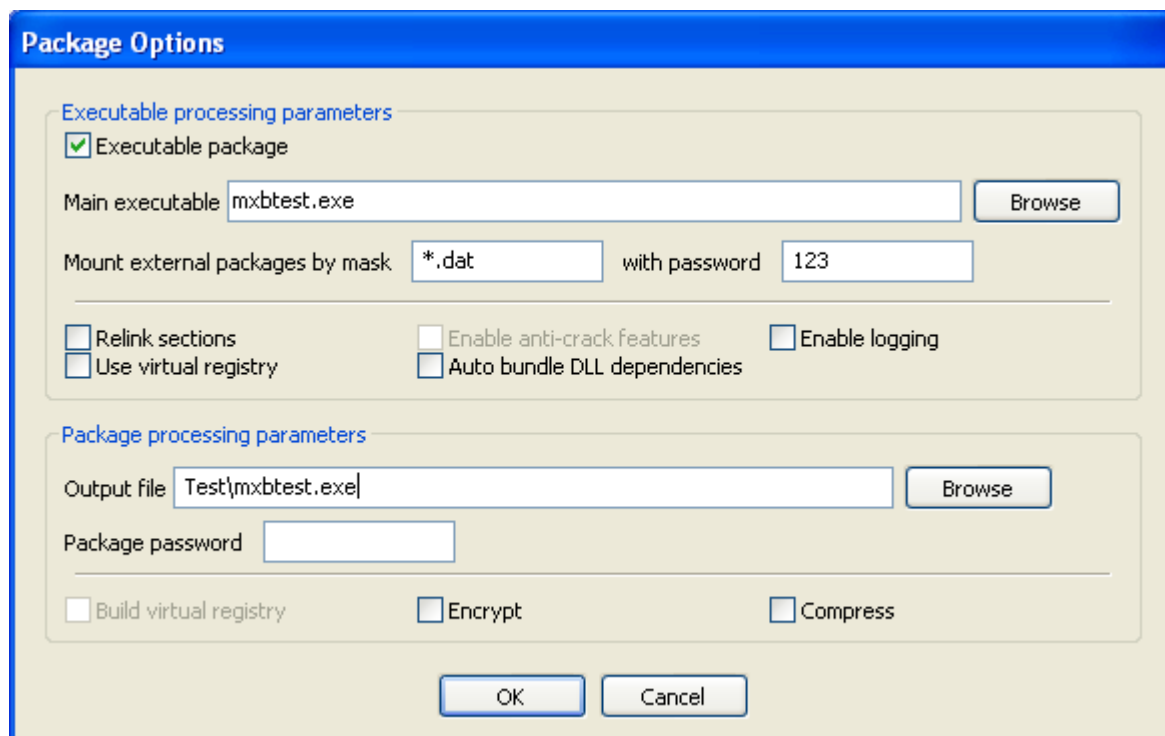 Package Options
Executable processing parameters
Executable package
Main executable mxbtest.exe Browse
Mount external packages by mask *.dat with password 123
Relink sections Enable anti-crack features Enable logging
Use virtual registry Auto bundle DLL dependencies
Package processing parameters
Output file Test\mxbtest.exe Browse
Package password
Build virtual registry Encrypt Compress
OK Cancel